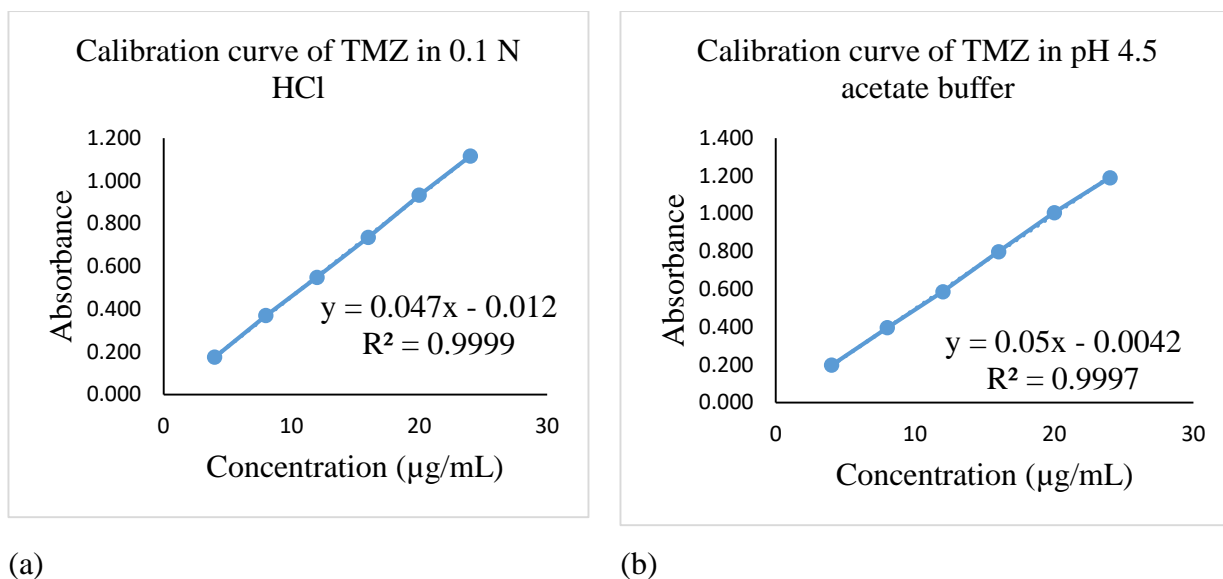 Calibration curve of TMZ in 0.1 N
HCl
1.200
1.000
0.800
0.600
0.400
0.200
0.000
Absorbance
y = 0.047x - 0.012
R² = 0.9999
0 10 20 30
Concentration (µg/mL)
(a)
Calibration curve of TMZ in pH 4.5
acetate buffer
1.400
1.200
1.000
0.800
0.600
0.400
0.200
0.000
Absorbance
y = 0.05x - 0.0042
R² = 0.9997
0 10 20 30
Concentration (µg/mL)
(b)